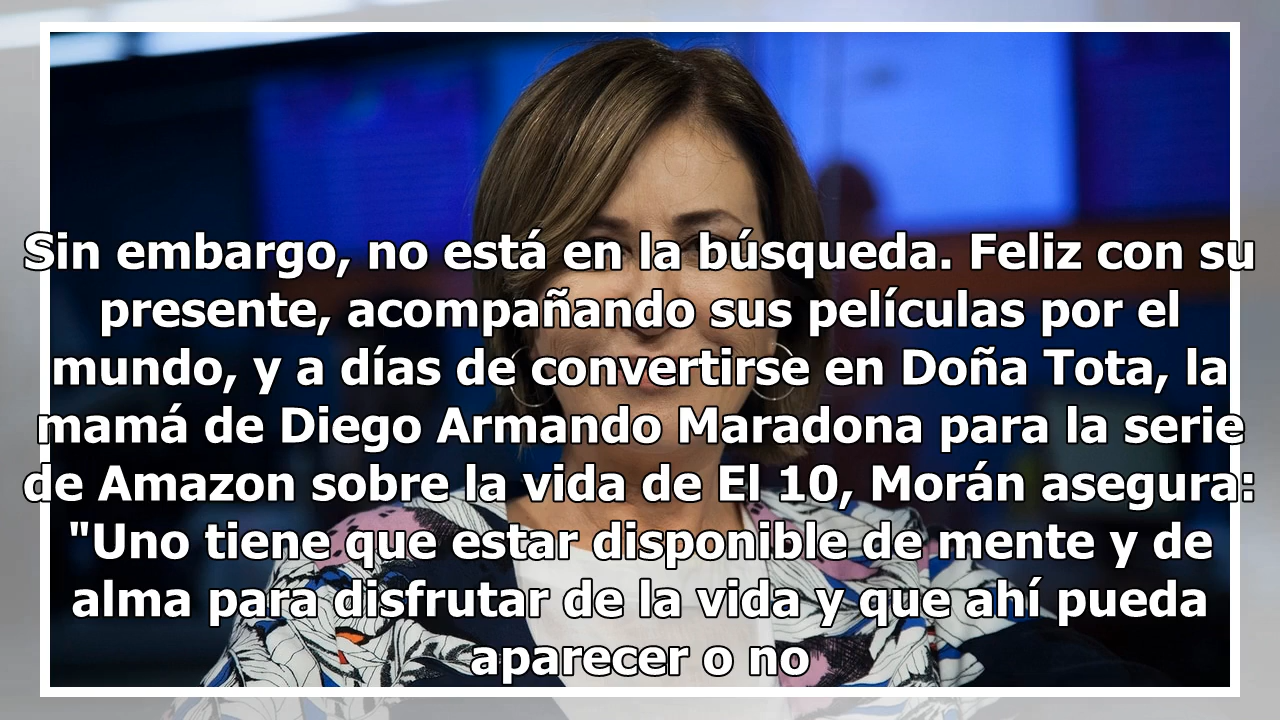 Sin embargo, no está en la búsqueda. Feliz con su
presente, acompañando sus películas por el
mundo, y a días de convertirse en Doña Tota, la
mamá de Diego Armando Maradona para la serie
de Amazon sobre la vida de El 10, Morán asegura:
"Uno tiene que estar disponible de mente y de
alma para disfrutar de la vida y que ahí pueda
aparecer o no